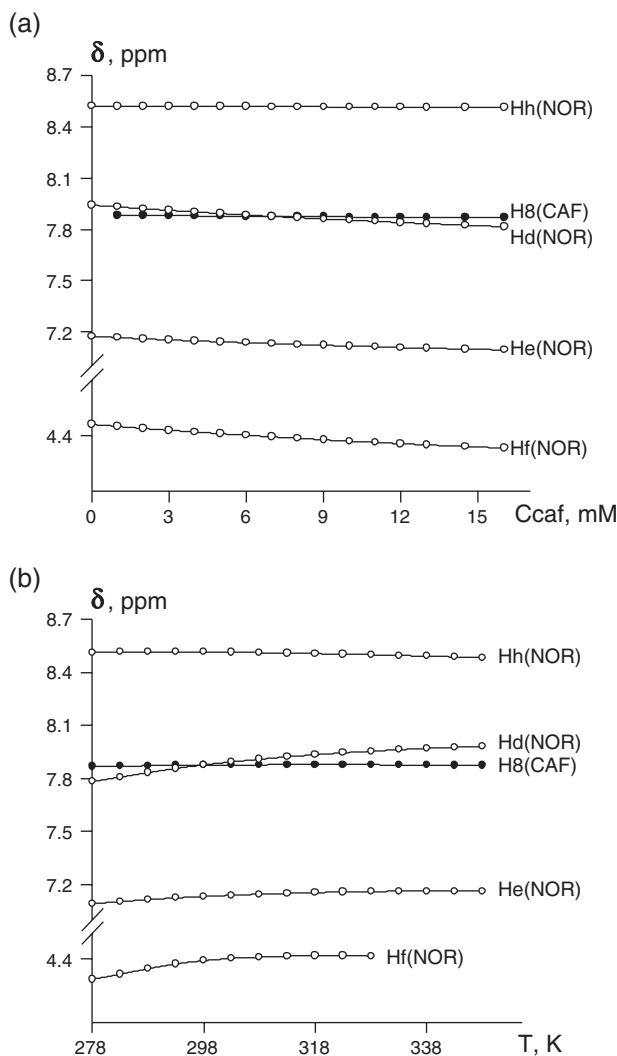 (a)
δ, ppm
8.7
8.4
8.1
7.8
7.5
7.2
4.4
Hh(NOR)
H8(CAF)
Hd(NOR)
He(NOR)
Hf(NOR)
0 3 6 9 12 15 Ccaf, mM
(b)
δ, ppm
8.7
8.4
8.1
7.8
7.2
4.4
Hh(NOR)
Hd(NOR)
H8(CAF)
He(NOR)
Hf(NOR)
278 298 318 338 T, K